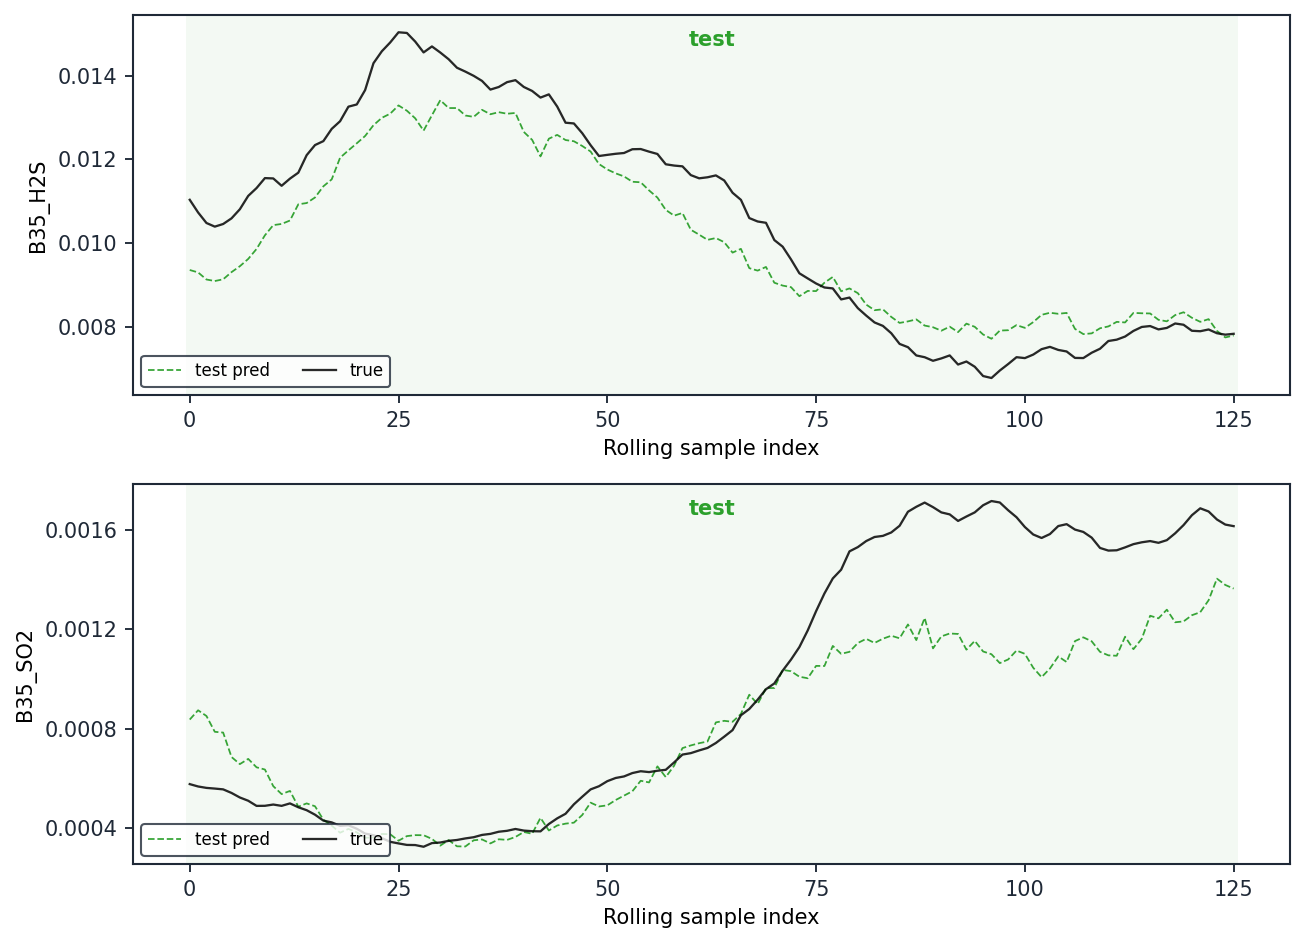 test
0.014
0.012
0.010
0.008
B35_H2S
test pred
true
0 25 50 75 100 125
Rolling sample index
test
0.0016
0.0012
0.0008
0.0004
B35_SO2
test pred
true
0 25 50 75 100 125
Rolling sample index